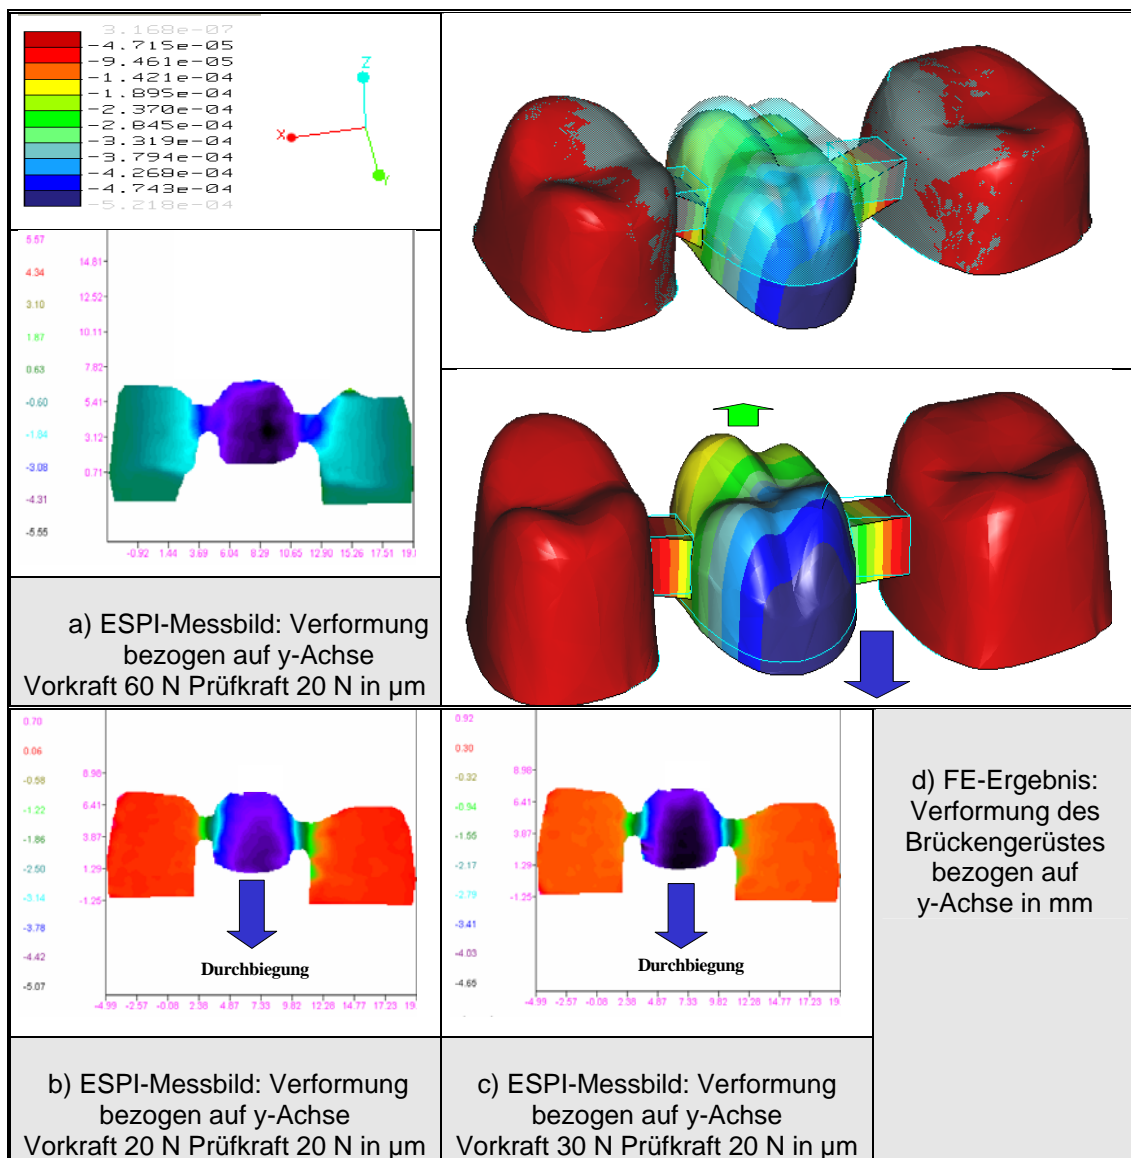 3.168e-07
-4.715e-05
-9.461e-05
-1.421e-04
-1.895e-04
-2.370e-04
-2.845e-04
-3.319e-04
-3.794e-04
-4.268e-04
-4.743e-04
-5.218e-04
Z
X
Y
5.57
4.34
3.10
1.87
0.63
-0.60
-1.84
-3.08
-4.31
-5.55
14.81
12.52
10.11
7.82
5.41
3.12
0.71
-0.92 1.44 3.69 6.04 8.29 10.65 12.90 15.26 17.51 19.
a) ESPI-Messbild: Verformung
bezogen auf y-Achse
Vorkraft 60 N Prüfkraft 20 N in µm
0.70
0.06
-0.58
-1.22
-1.86
-2.50
-3.14
-3.78
-4.42
-5.07
8.98
6.41
3.87
1.29
-1.25
Durchbiegung
-4.99 -2.57 -0.08 2.38 4.87 7.33 9.82 12.28 14.77 17.23 19.
b) ESPI-Messbild: Verformung
bezogen auf y-Achse
Vorkraft 20 N Prüfkraft 20 N in µm
0.92
0.30
-0.32
-0.94
-1.55
-2.17
-2.79
-3.41
-4.03
-4.65
8.98
6.41
3.87
1.29
-1.25
Durchbiegung
-4.99 -2.57 -0.08 2.38 4.87 7.33 9.82 12.28 14.77 17.23 19.
c) ESPI-Messbild: Verformung
bezogen auf y-Achse
Vorkraft 30 N Prüfkraft 20 N in µm
d) FE-Ergebnis:
Verformung des
Brückengerüstes
bezogen auf
y-Achse in mm